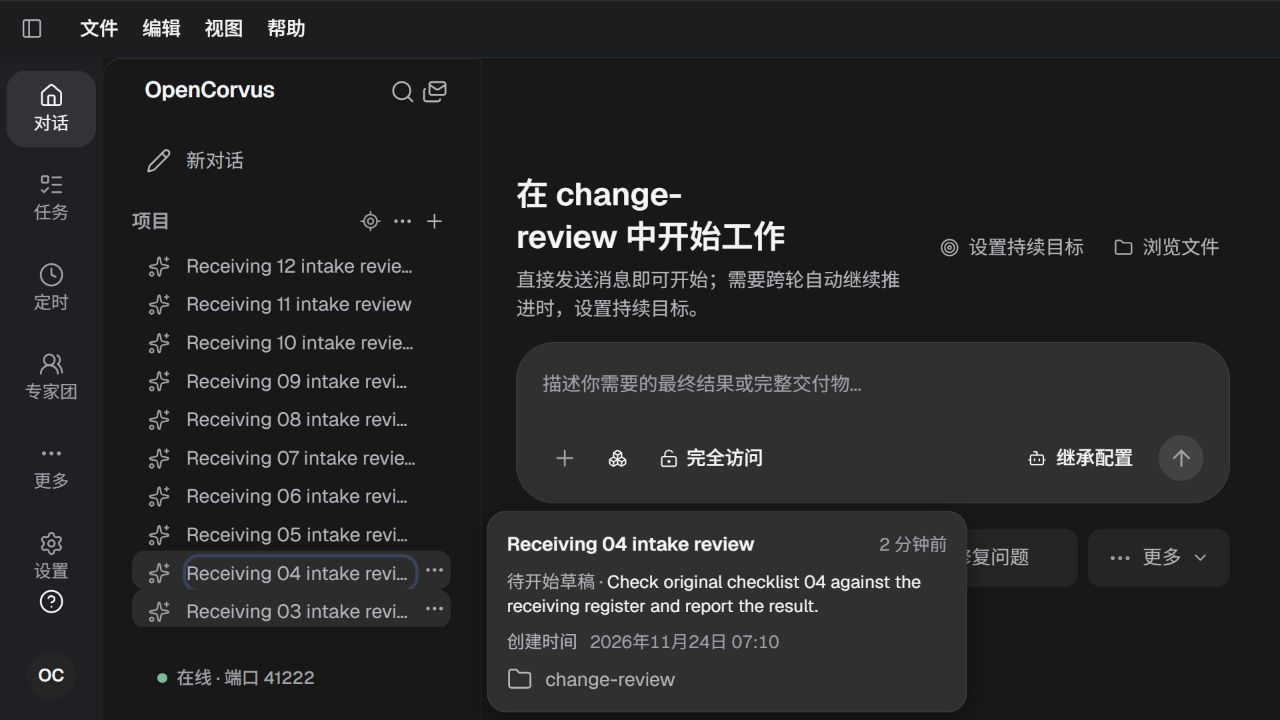 文件 编辑 视图 帮助
对话
任务
定时
专家团
更多
设置
OC
OpenCorvus
新对话
项目
Receiving 12 intake revie...
Receiving 11 intake review
Receiving 10 intake revie...
Receiving 09 intake revi...
Receiving 08 intake revi...
Receiving 07 intake revie...
Receiving 06 intake revi...
Receiving 05 intake revi...
Receiving 04 intake revi...
Receiving 03 intake revi...
在线 · 端口 41222
在 change-
review 中开始工作
直接发送消息即可开始；需要跨轮自动继续推
进时，设置持续目标。
设置持续目标 浏览文件
描述你需要的最终结果或完整交付物...
完全访问 继承配置
复问题 更多
Receiving 04 intake review 2 分钟前
待开始草稿 · Check original checklist 04 against the
receiving register and report the result.
创建时间 2026年11月24日 07:10
change-review